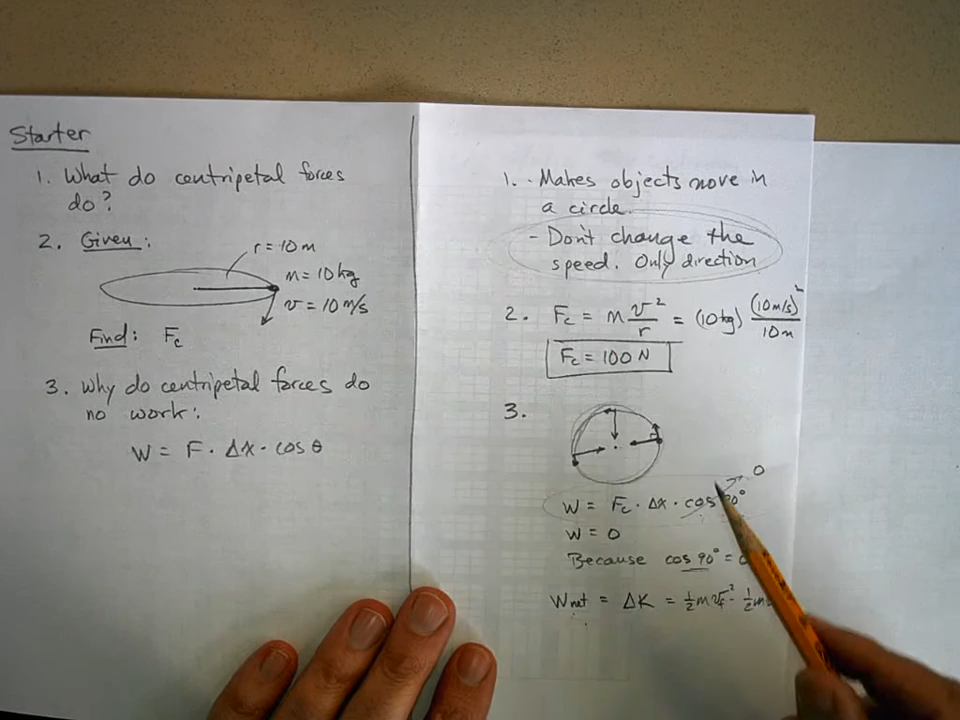 Starter
1. What do centripetal forces
do?
2. Given:
r = 10 m
m = 10 kg
v = 10 m/s
Find: Fc
3. Why do centripetal forces do
no work:
W = F · Δx · cos θ
1. - Makes objects move in
a circle.
- Don't change the
speed. Only direction
2. Fc = m v²/r = (10 kg) (10 m/s)²/10 m
Fc = 100 N
3.
0
W = Fc · Δx · cos 90°
W = 0
Because cos 90° =
Wnet = ΔK = ½ m vf² - ½ m